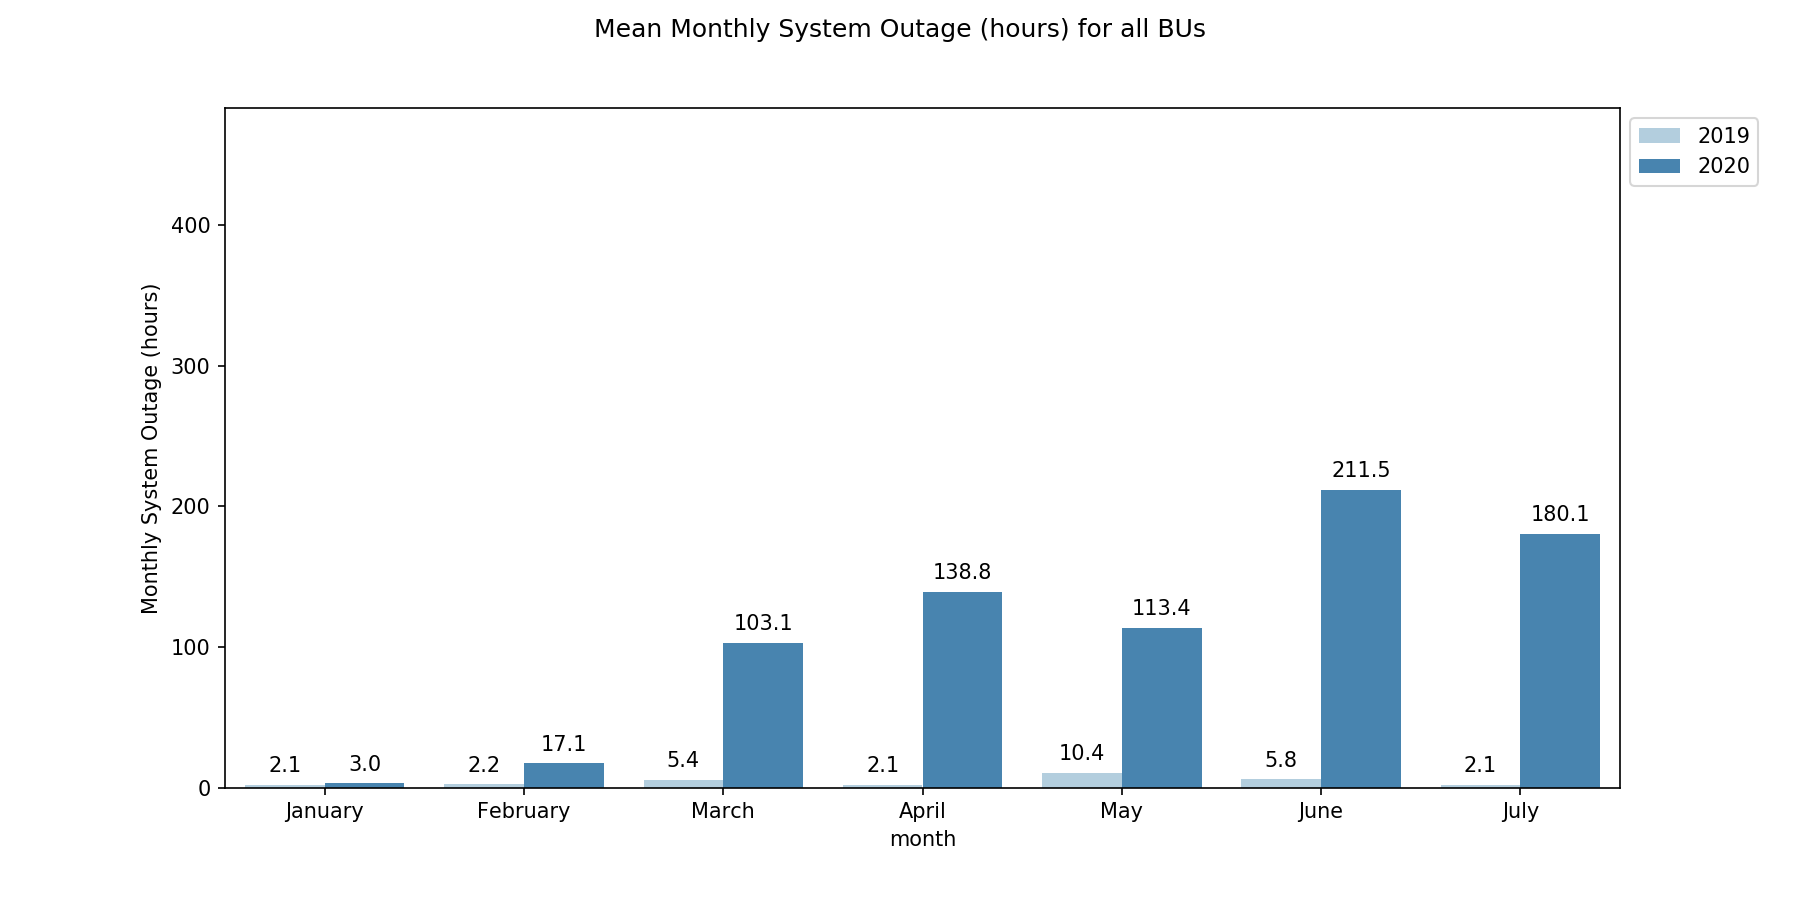 Mean Monthly System Outage (hours) for all BUs
2019
2020
Monthly System Outage (hours)
400
300
200
100
0
2.1
3.0
2.2
17.1
5.4
103.1
2.1
138.8
10.4
113.4
5.8
211.5
2.1
180.1
January
February
March
April
May
June
July
month